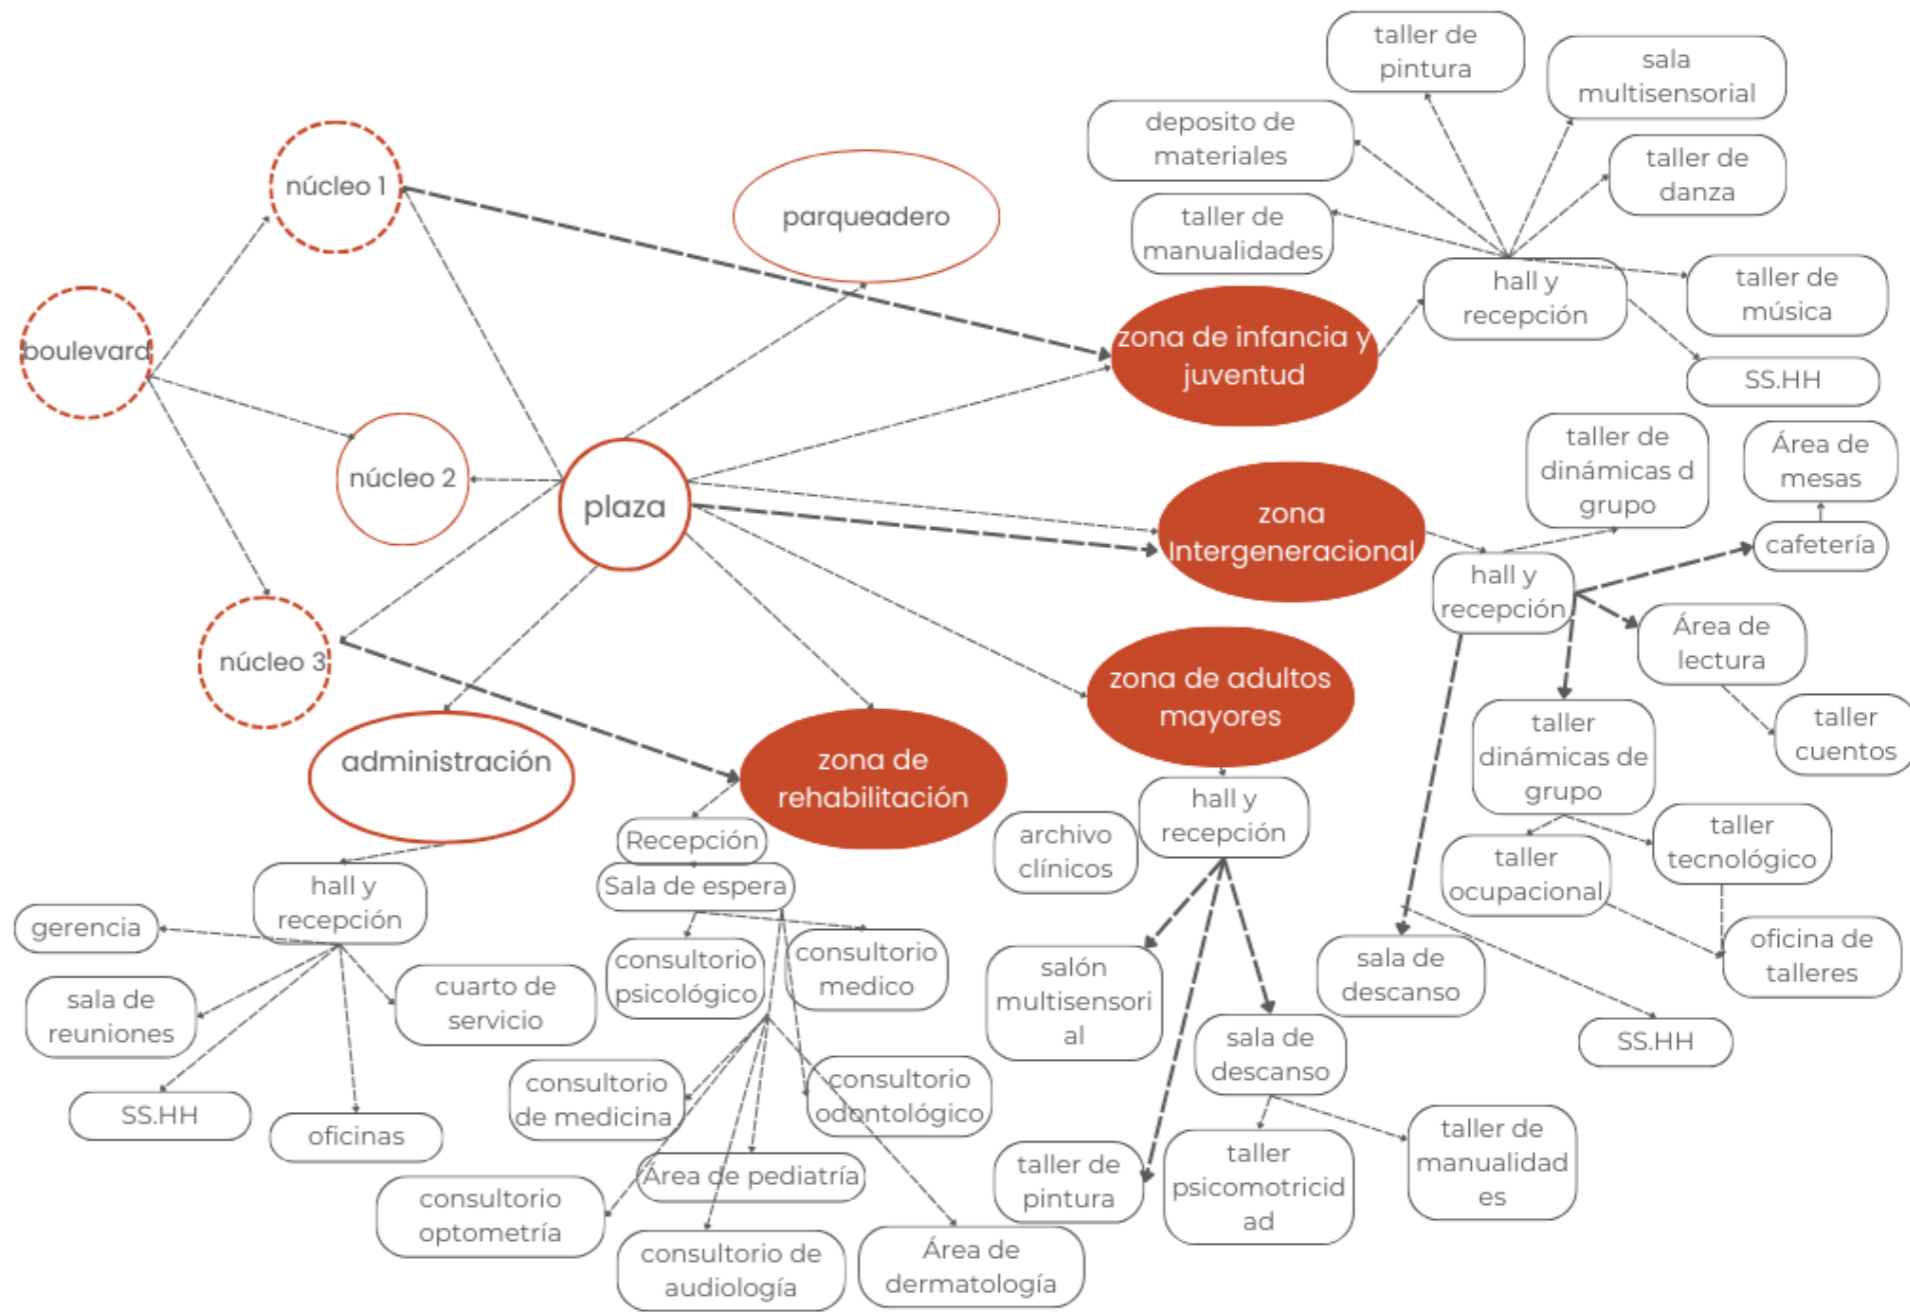 taller de
pintura
sala
multisensorial
deposito de
materiales
taller de
danza
taller de
manualidades
hall y
recepción
taller de
música
SS.HH
núcleo 1
parqueadero
boulevard
zona de infancia y
juventud
núcleo 2
plaza
zona
Intergeneracional
taller de
dinámicas d
grupo
Área de
mesas
cafetería
hall y
recepción
Área de
lectura
taller
cuentos
núcleo 3
zona de adultos
mayores
taller
dinámicas de
grupo
administración
zona de
rehabilitación
hall y
recepción
archivo
clínicos
taller
ocupacional
taller
tecnológico
oficina de
talleres
sala de
descanso
SS.HH
Recepción
Sala de espera
hall y
recepción
gerencia
sala de
reuniones
cuarto de
servicio
SS.HH
oficinas
consultorio
psicológico
consultorio
medico
salón
multisensori
al
sala de
descanso
consultorio
de medicina
consultorio
odontológico
Área de pediatría
consultorio
optometría
consultorio de
audiología
Área de
dermatología
taller de
pintura
taller
psicomotricid
ad
taller de
manualidad
es